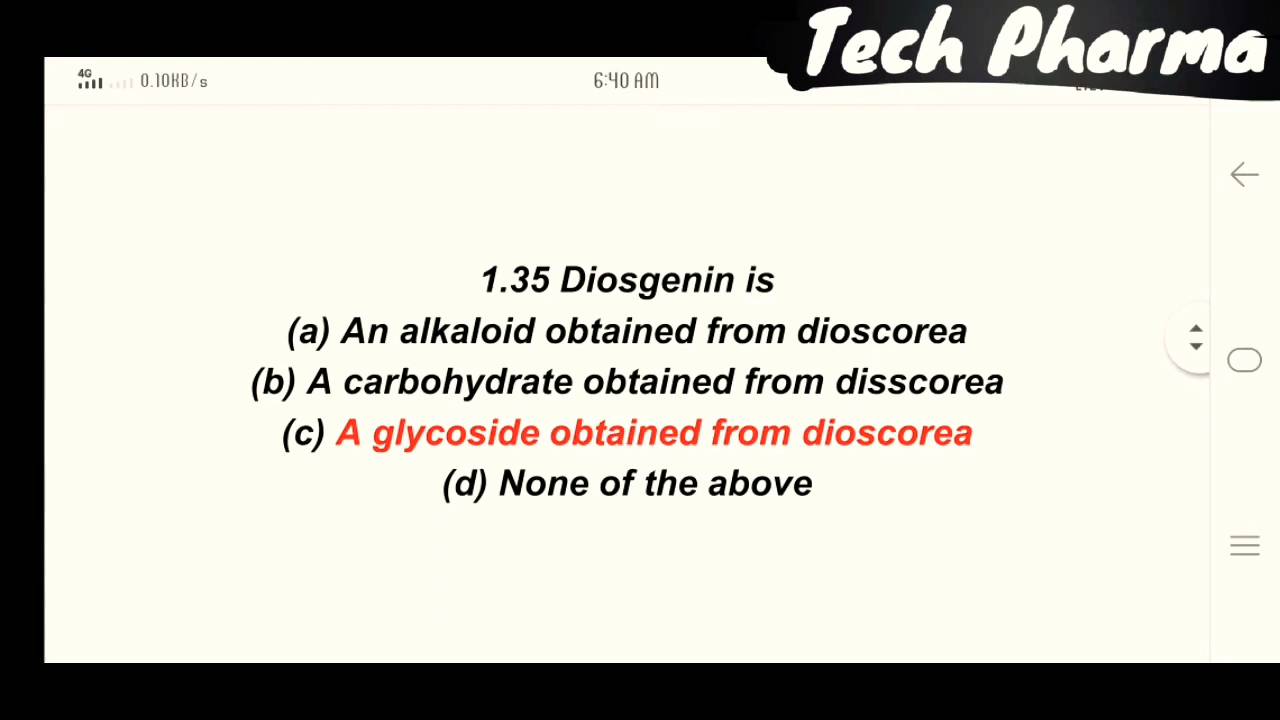 Tech Pharma
4G 0.10KB/s 6:40 AM
1.35 Diosgenin is
(a) An alkaloid obtained from dioscorea
(b) A carbohydrate obtained from disscorea
(c) A glycoside obtained from dioscorea
(d) None of the above